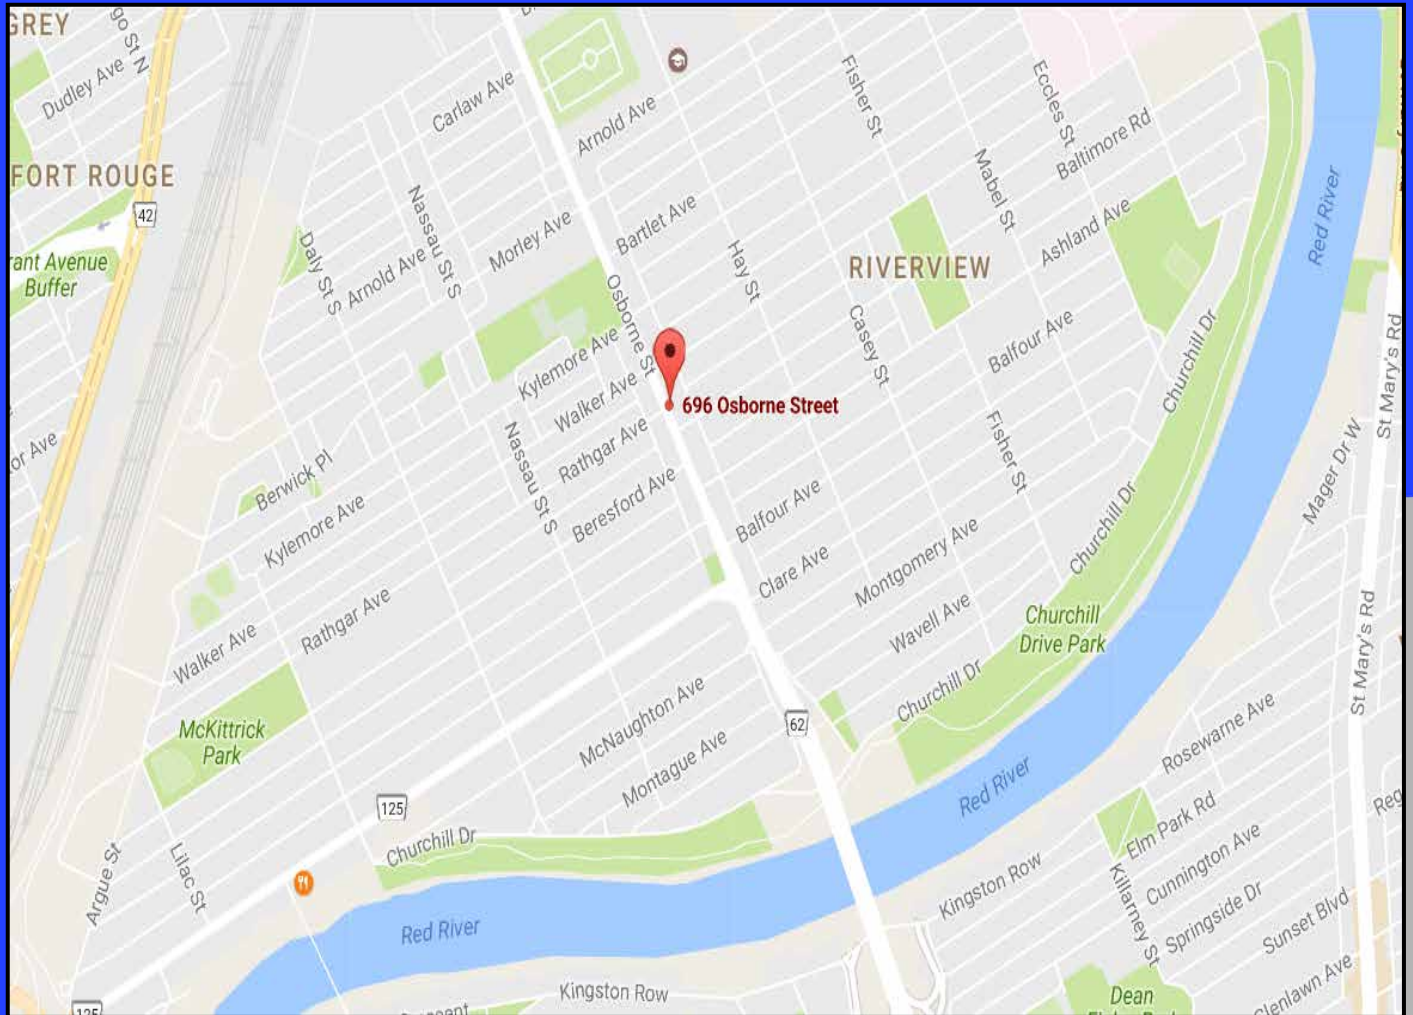 GREY
Dudley Ave
Carlaw Ave
Arnold Ave
Fisher St
Eccles St
Baltimore Rd
Mabel St
Red River
FORT ROUGE
42
Nassau St S
Morley Ave
Bartlet Ave
Ashland Ave
rant Avenue
Buffer
Daly St S
Arnold Ave
Hay St
RIVERVIEW
Osborne St
Casey St
Balfour Ave
Churchill Dr
St Mary's Rd
Kylemore Ave
Walker Ave
696 Osborne Street
Rathgar Ave
or Ave
Berwick Pl
Nassau St S
Fisher St
Mager Dr W
Kylemore Ave
Beresford Ave
Balfour Ave
Churchill Dr
Clare Ave
Montgomery Ave
Rathgar Ave
Walker Ave
Wavell Ave
Churchill
Drive Park
St Mary's Rd
McKittrick
Park
McNaughton Ave
Churchill Dr
62
Rosewarne Ave
Montague Ave
Red River
125
Churchill Dr
Elm Park Rd
Reg
Argue St
Lilac St
Cunnington Ave
Kingston Row
Killarney St
Springside Dr
Sunset Blvd
Red River
Kingston Row
Dean
Glenlawn Ave
125